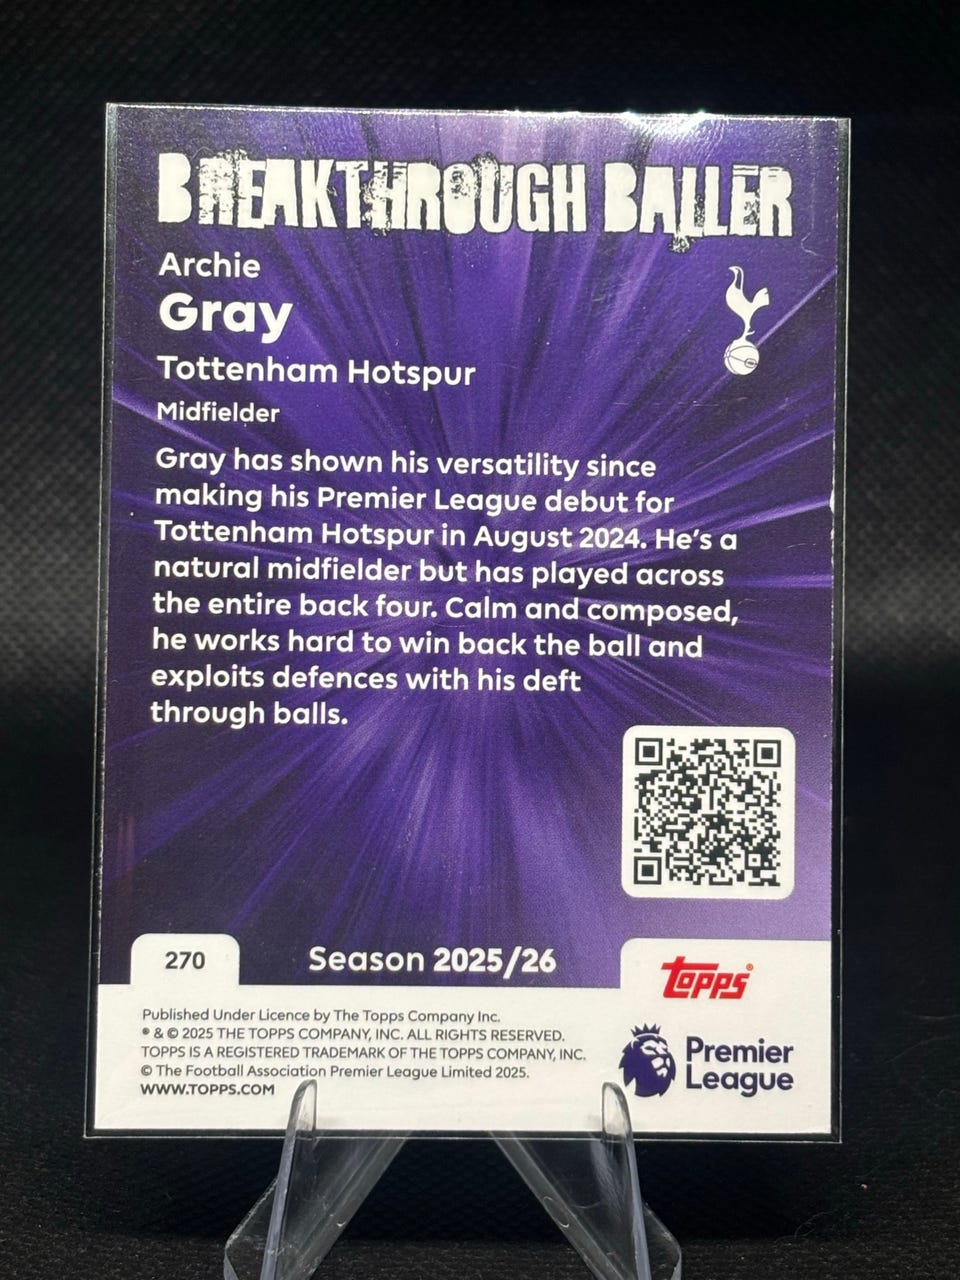 BREAKTHROUGH BALLER
Archie
Gray
Tottenham Hotspur
Midfielder
Gray has shown his versatility since
making his Premier League debut for
Tottenham Hotspur in August 2024. He's a
natural midfielder but has played across
the entire back four. Calm and composed,
he works hard to win back the ball and
exploits defences with his deft
through balls.
270
Season 2025/26
Topps®
Published Under Licence by The Topps Company Inc.
® & © 2025 THE TOPPS COMPANY, INC. ALL RIGHTS RESERVED.
TOPPS IS A REGISTERED TRADEMARK OF THE TOPPS COMPANY, INC.
© The Football Association Premier League Limited 2025.
WWW.TOPPS.COM
Premier
League